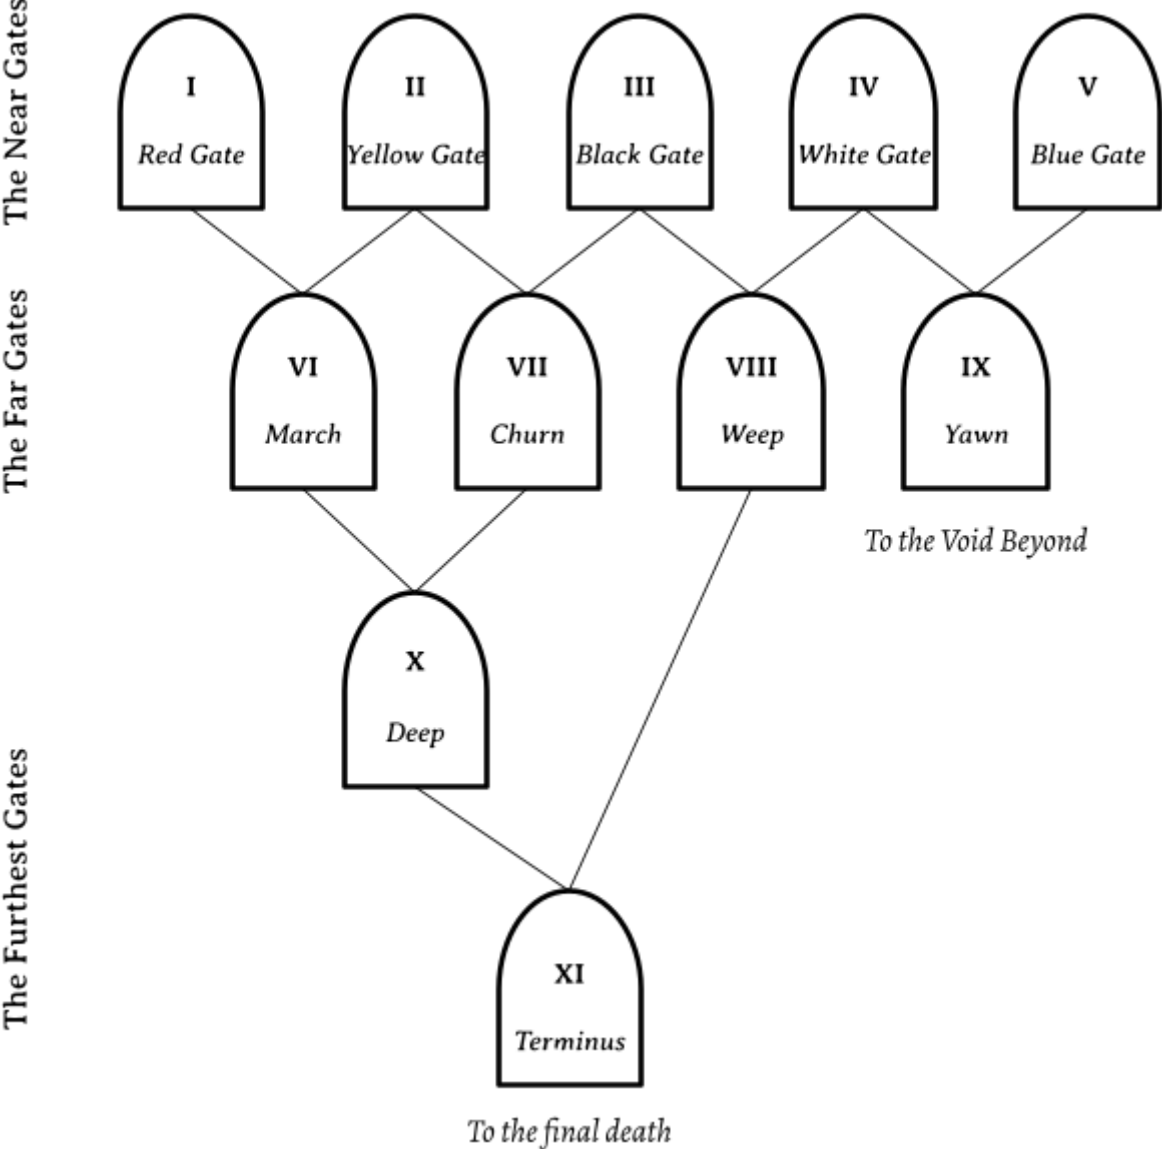 The Near Gates
I
Red Gate
II
Yellow Gate
III
Black Gate
IV
White Gate
V
Blue Gate
The Far Gates
VI
March
VII
Churn
VIII
Weep
IX
Yawn
To the Void Beyond
The Furthest Gates
X
Deep
XI
Terminus
To the final death